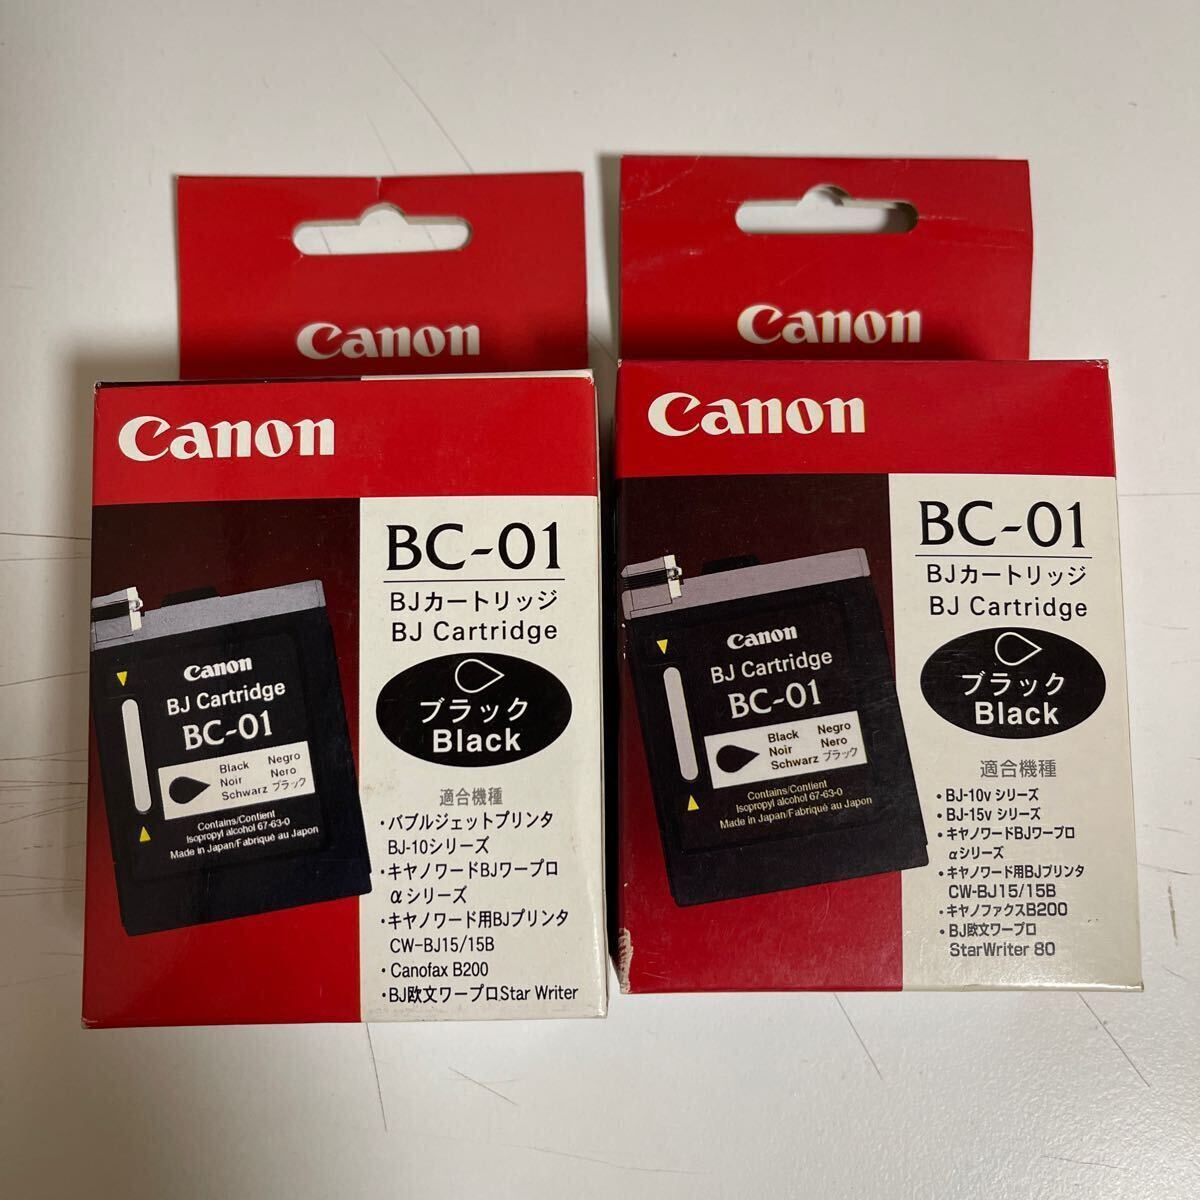 Canon
Canon
BC-01
BJカートリッジ
BJ Cartridge
ブラック
Black
適合機種
・バブルジェットプリンタ
BJ-10シリーズ
・キヤノワードBJワープロ
αシリーズ
・キヤノワード用BJプリンタ
CW-BJ15/15B
・Canofax B200
・BJ欧文ワープロStar Writer
Canon
BJ Cartridge
BC-01
Black Negro
Noir Nero
Schwarz ブラック
Contains/Contient
Isopropyl alcohol 67-63-0
Made in Japan/Fabriqué au Japon
Canon
Canon
BC-01
BJカートリッジ
BJ Cartridge
ブラック
Black
適合機種
・BJ-10v シリーズ
・BJ-15v シリーズ
・キヤノワードBJワープロ
αシリーズ
・キヤノワード用BJプリンタ
CW-BJ15/15B
・キヤノファクスB200
・BJ欧文ワープロ
StarWriter 80
Canon
BJ Cartridge
BC-01
Black Negro
Noir Nero
Schwarz ブラック
Contains/Contient
Isopropyl alcohol 67-63-0
Made in Japan/Fabriqué au Japon